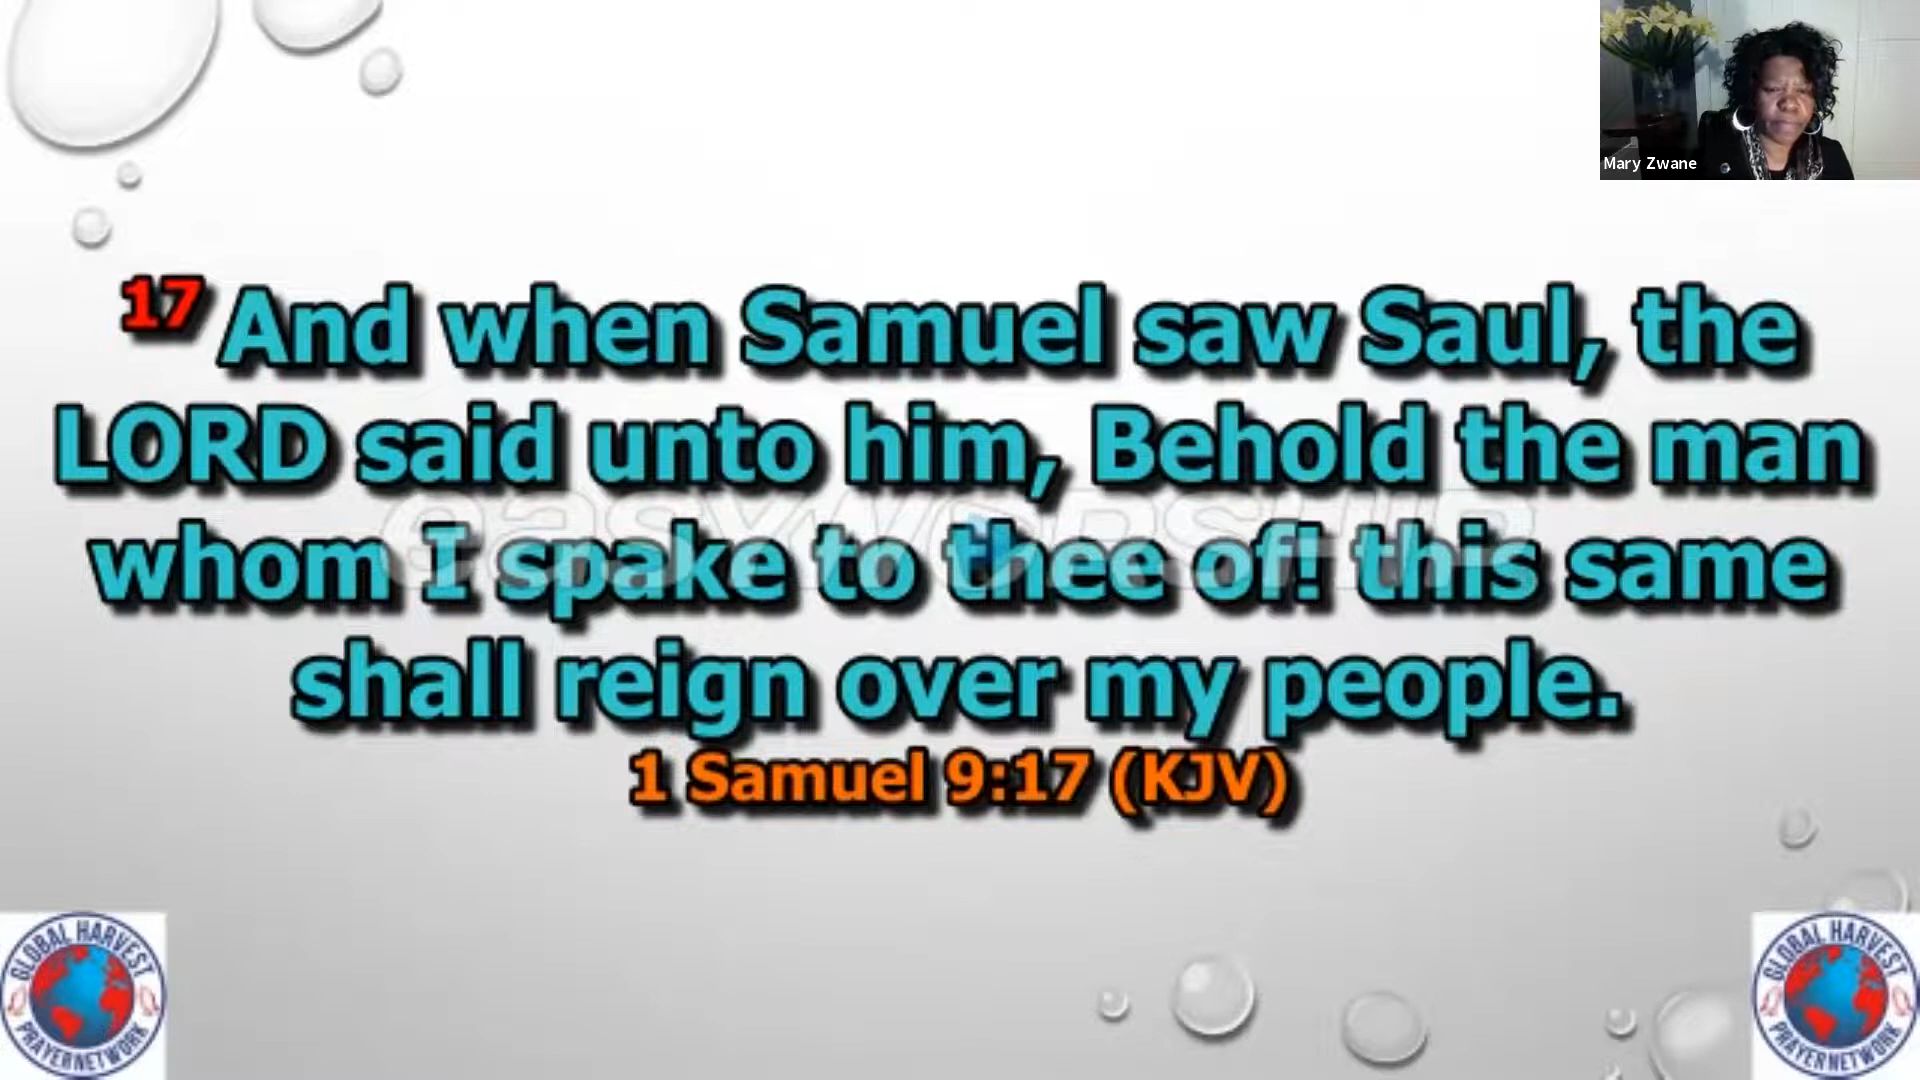 Mary Zwane
17 And when Samuel saw Saul, the
LORD said unto him, Behold the man
whom I spake to thee of! this same
shall reign over my people.
1 Samuel 9:17 (KJV)
easyworship
GLOBAL HARVEST
PRAYER NETWORK
GLOBAL HARVEST
PRAYER NETWORK